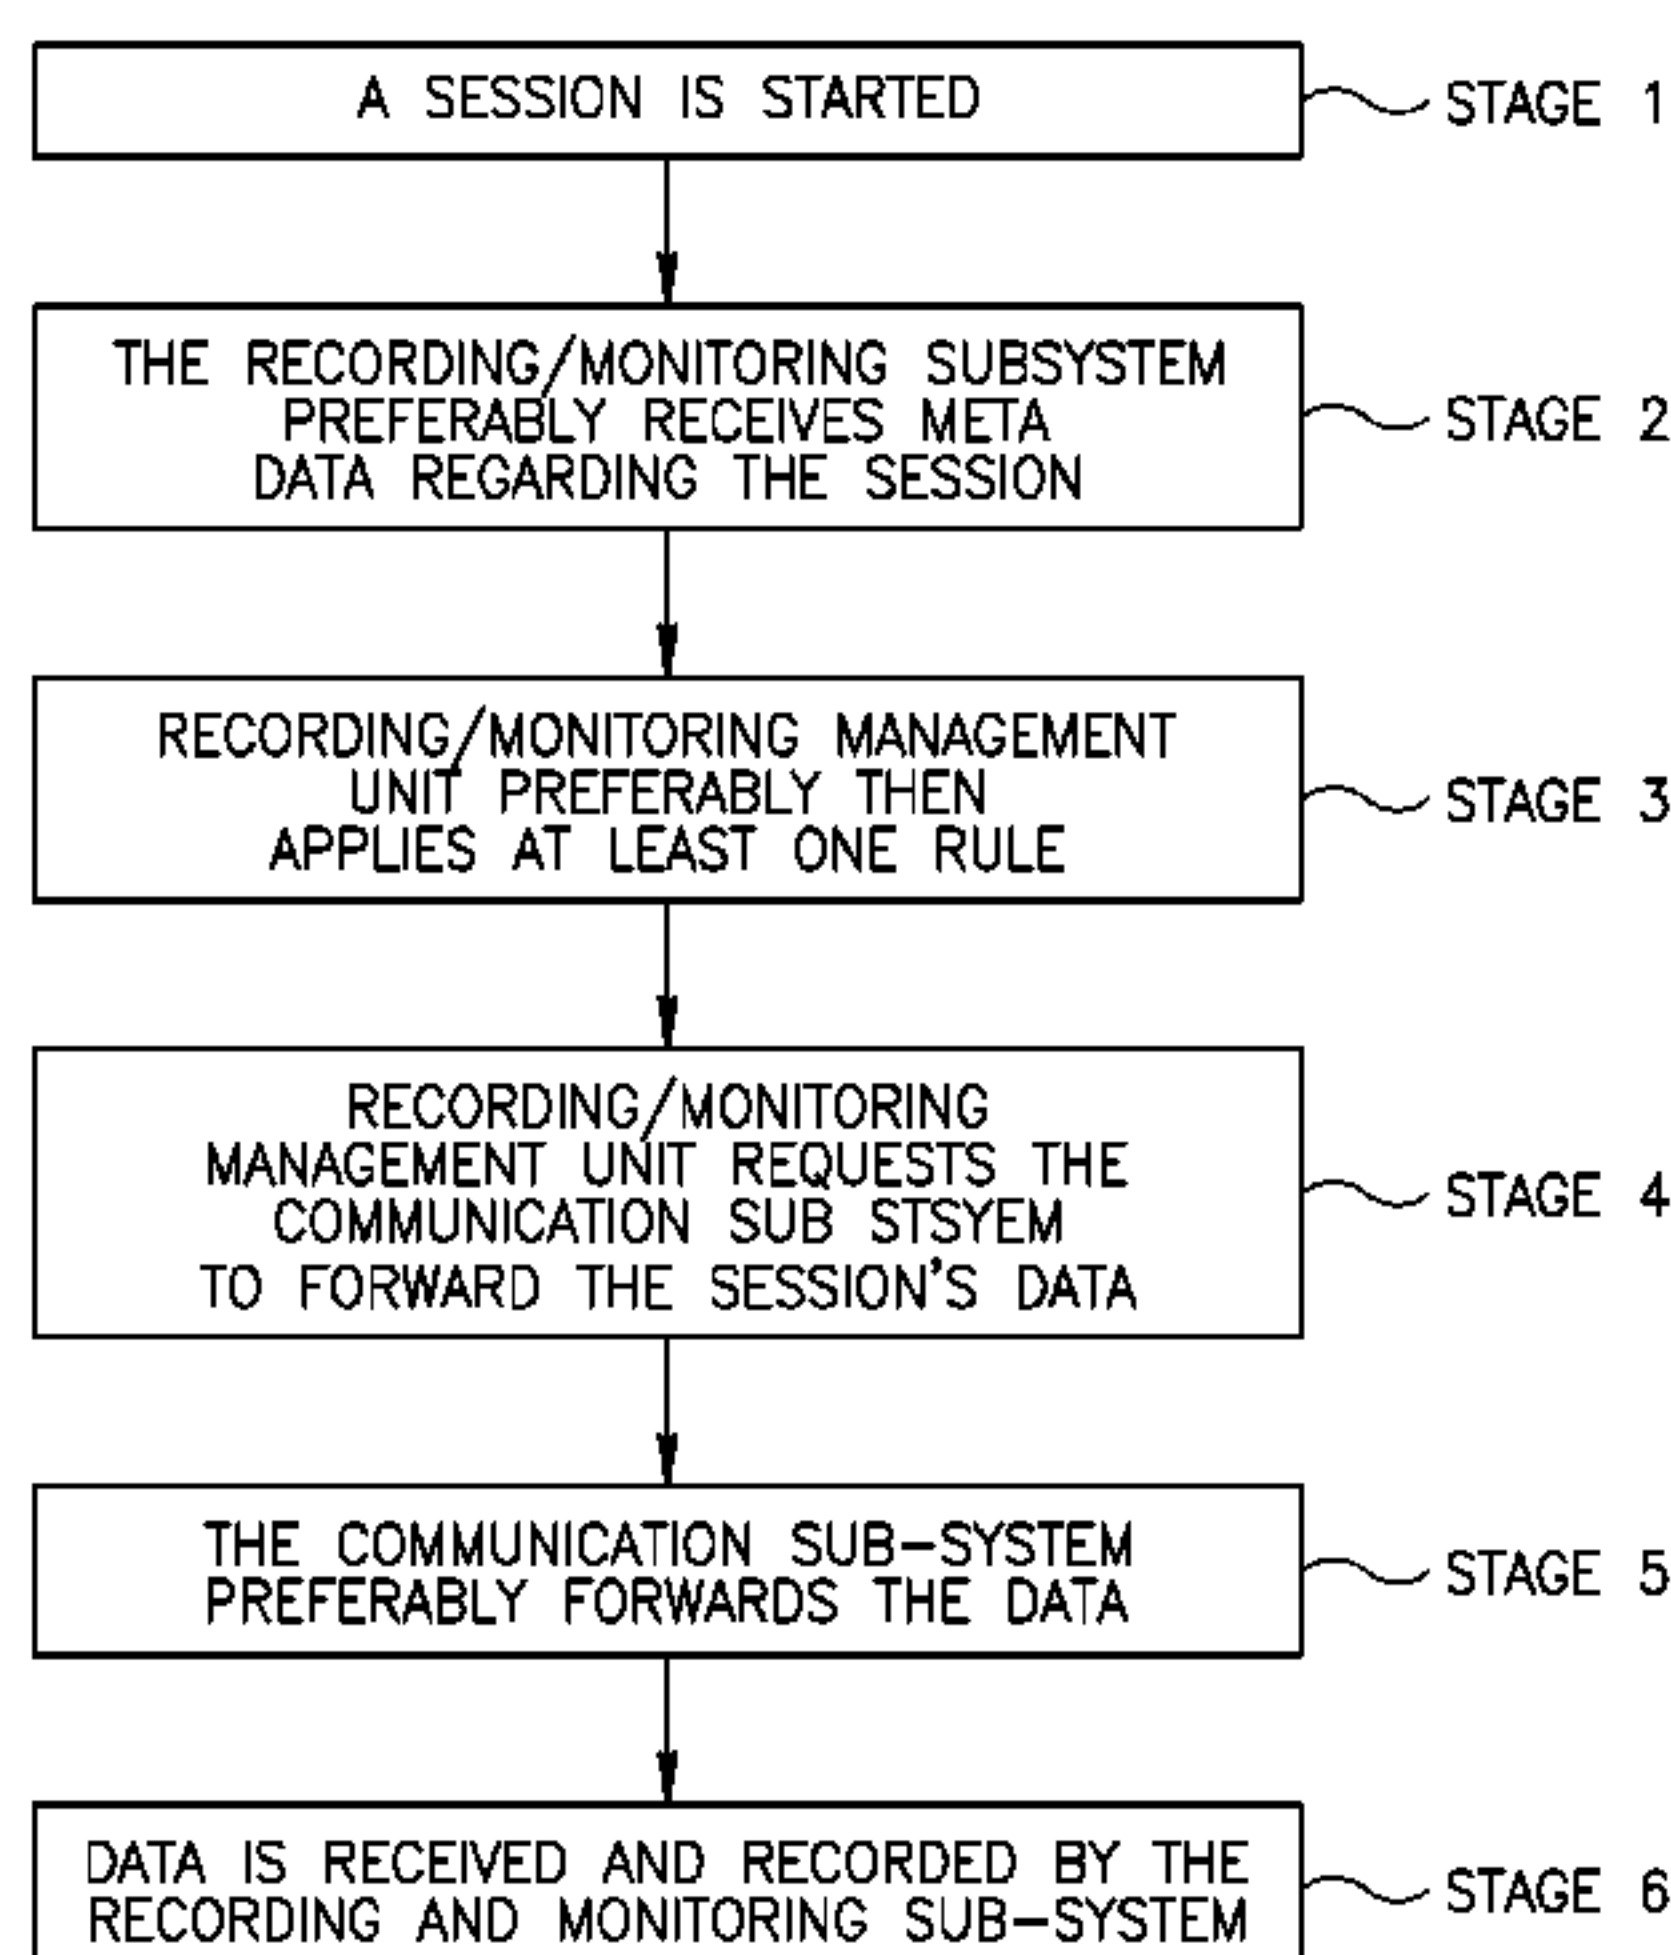 A SESSION IS STARTED
STAGE 1
THE RECORDING/MONITORING SUBSYSTEM
PREFERABLY RECEIVES META
DATA REGARDING THE SESSION
STAGE 2
RECORDING/MONITORING MANAGEMENT
UNIT PREFERABLY THEN
APPLIES AT LEAST ONE RULE
STAGE 3
RECORDING/MONITORING
MANAGEMENT UNIT REQUESTS THE
COMMUNICATION SUB STSYEM
TO FORWARD THE SESSION'S DATA
STAGE 4
THE COMMUNICATION SUB-SYSTEM
PREFERABLY FORWARDS THE DATA
STAGE 5
DATA IS RECEIVED AND RECORDED BY THE
RECORDING AND MONITORING SUB-SYSTEM
STAGE 6